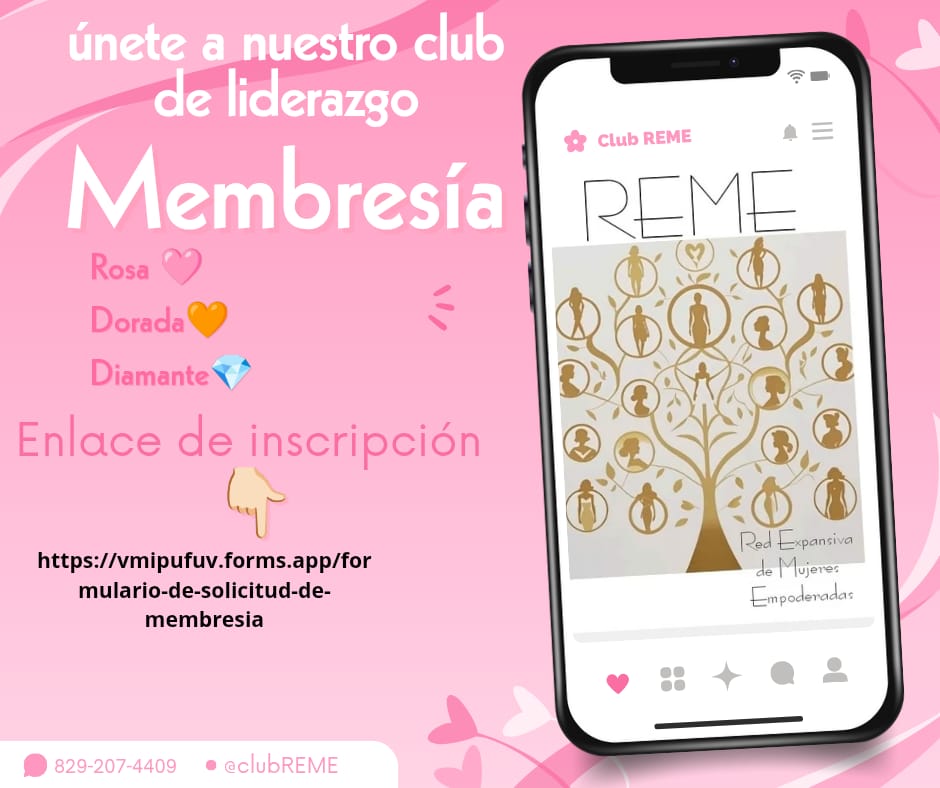 únete a nuestro club
de liderazgo
Membresía
Rosa 🩷
Dorada🧡
Diamante💎
Enlace de inscripción
👇🏻
https://vmipufuv.forms.app/for
mulario-de-solicitud-de-
membresia
829-207-4409
@clubREME
Club REME
REME
Red Expansiva
de Mujeres
Empoderadas